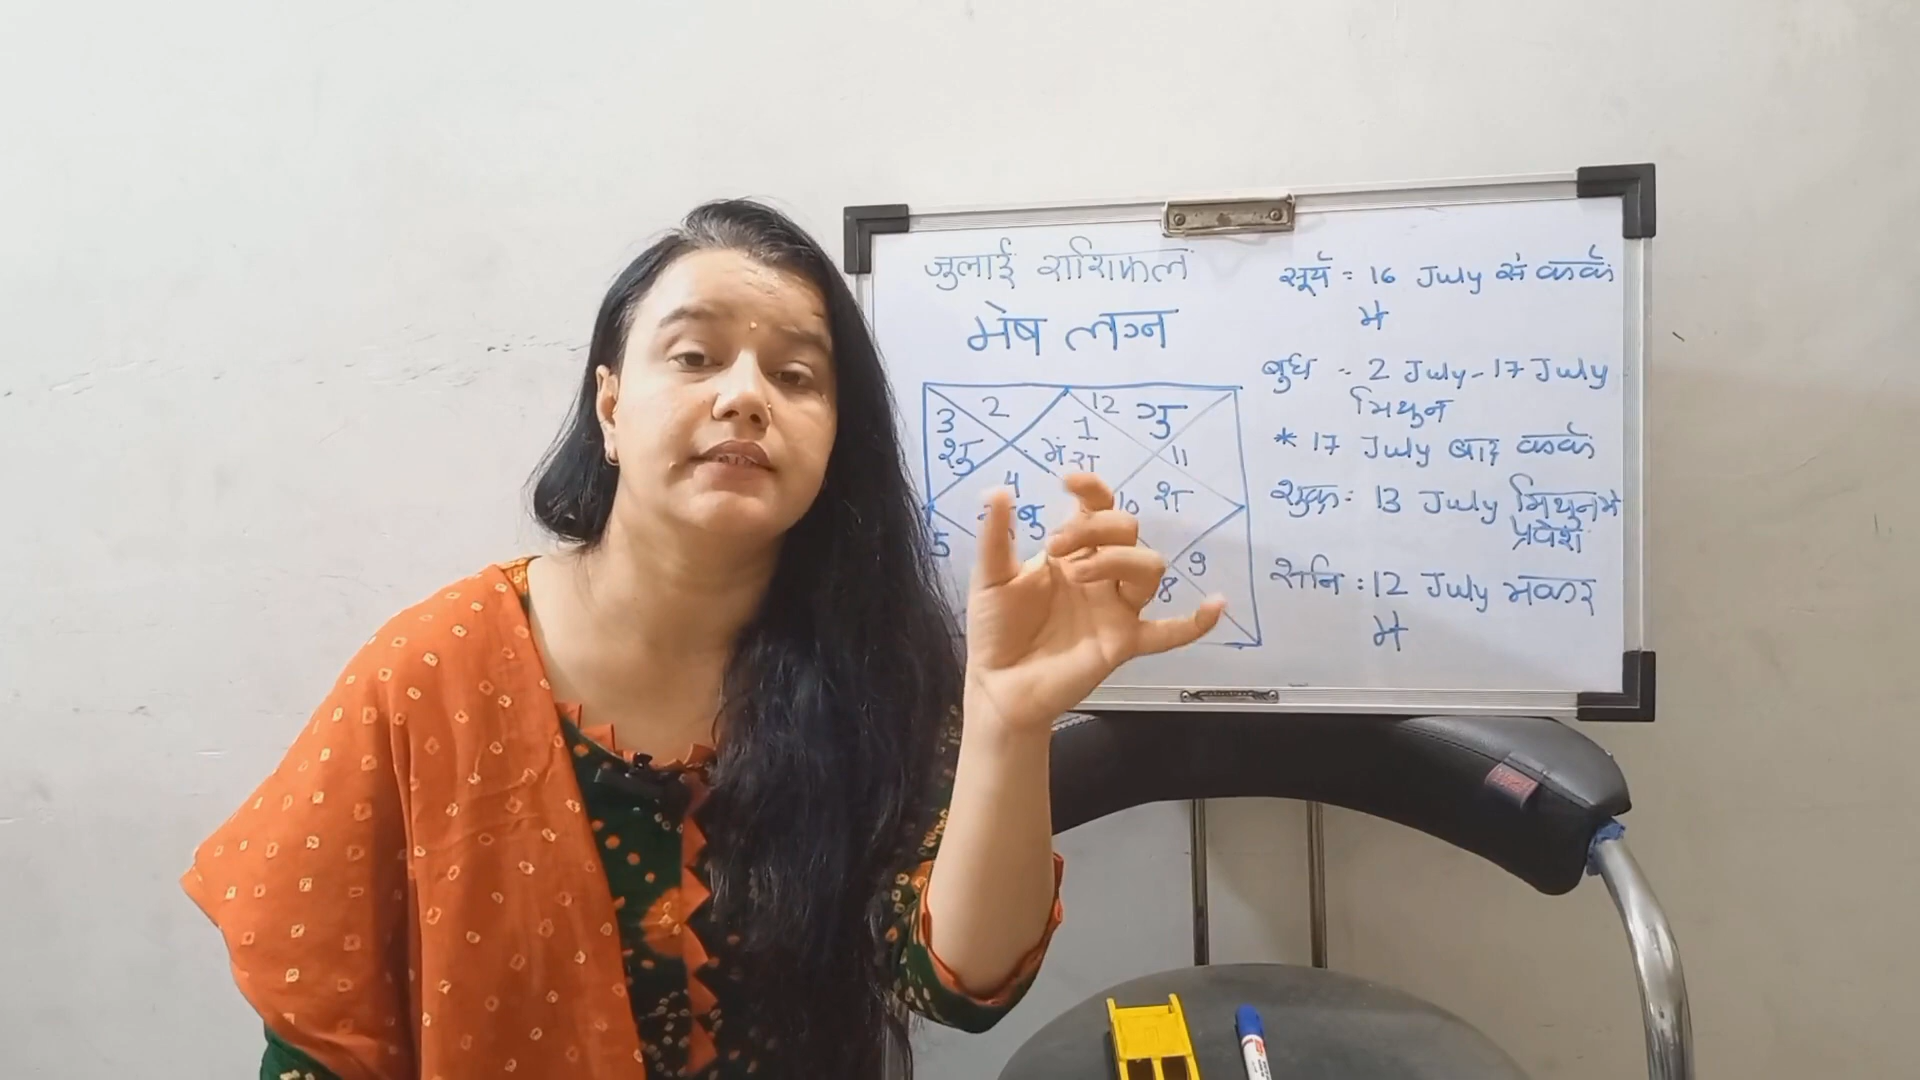 जुलाई राशिफल
मेष लग्न
3 2 1 12 गु
शु मं रा 11
4 बु 10 श
5 8 9
सूर्य = 16 July से कर्क
में
बुध - 2 July - 17 July
मिथुन
* 17 July बाद कर्क
शुक्र: 13 July मिथुन में
प्रवेश
शनि : 12 July मकर
में